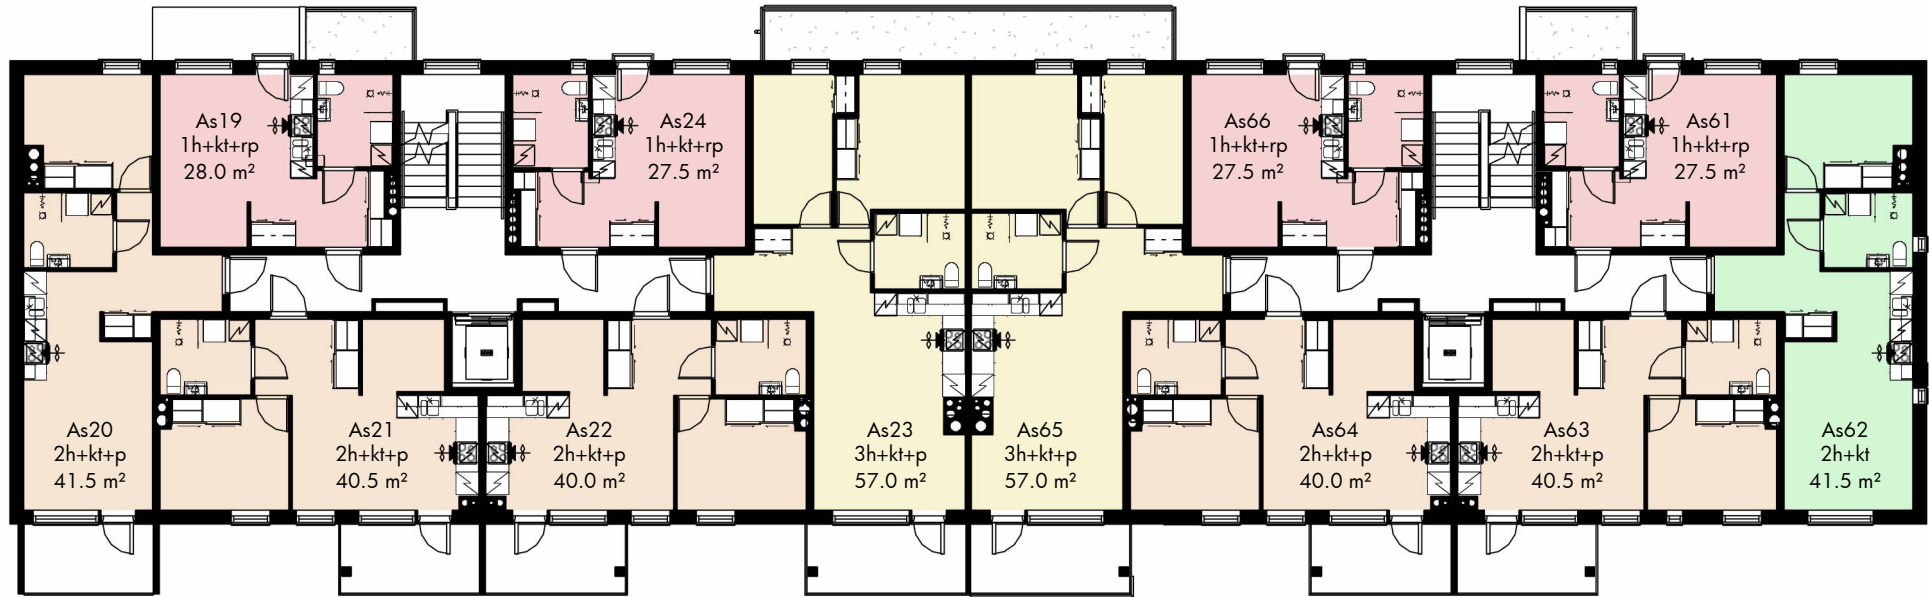 As19
1h+kt+rp
28.0 m²
As24
1h+kt+rp
27.5 m²
As66
1h+kt+rp
27.5 m²
As61
1h+kt+rp
27.5 m²
As20
2h+kt+p
41.5 m²
As21
2h+kt+p
40.5 m²
As22
2h+kt+p
40.0 m²
As23
3h+kt+p
57.0 m²
As65
3h+kt+p
57.0 m²
As64
2h+kt+p
40.0 m²
As63
2h+kt+p
40.5 m²
As62
2h+kt
41.5 m²